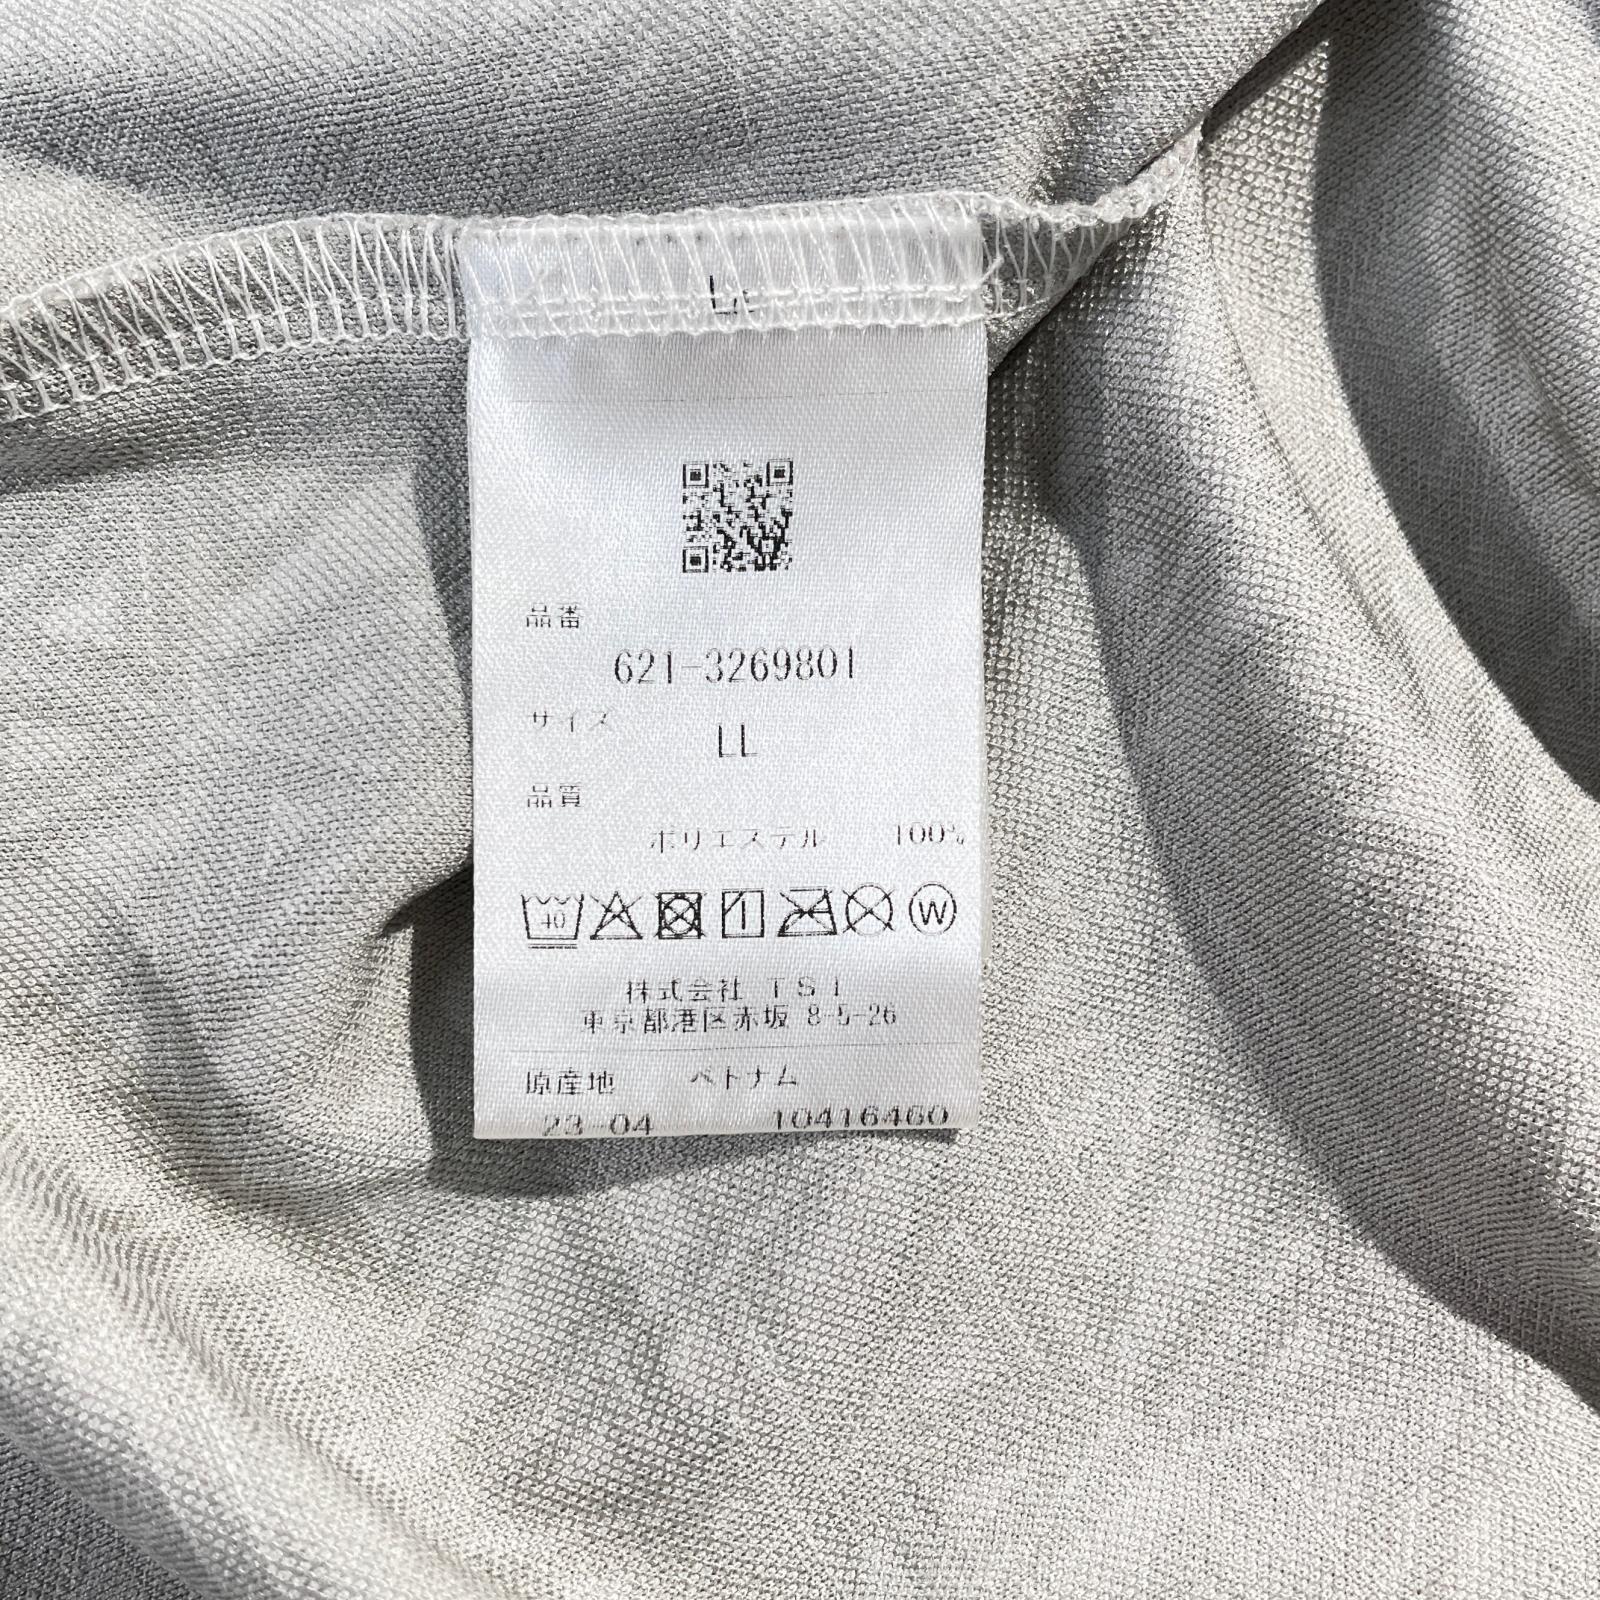 品番
621-3269801
サイズ
LL
品質
ポリエステル 100%
40
W
株式会社 TSI
東京都港区赤坂 8-5-26
原産地 ベトナム
23-04 10416460